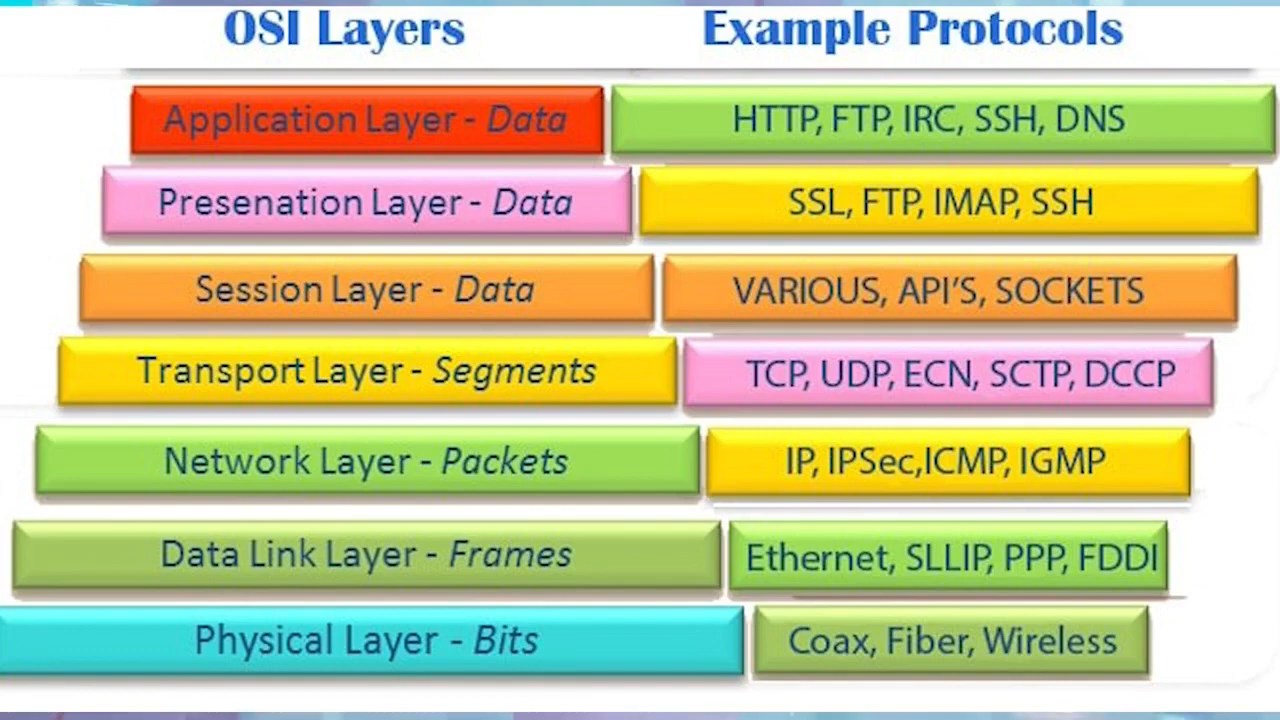 OSI Layers Example Protocols
Application Layer - Data HTTP, FTP, IRC, SSH, DNS
Presenation Layer - Data SSL, FTP, IMAP, SSH
Session Layer - Data VARIOUS, API'S, SOCKETS
Transport Layer - Segments TCP, UDP, ECN, SCTP, DCCP
Network Layer - Packets IP, IPSec,ICMP, IGMP
Data Link Layer - Frames Ethernet, SLLIP, PPP, FDDI
Physical Layer - Bits Coax, Fiber, Wireless